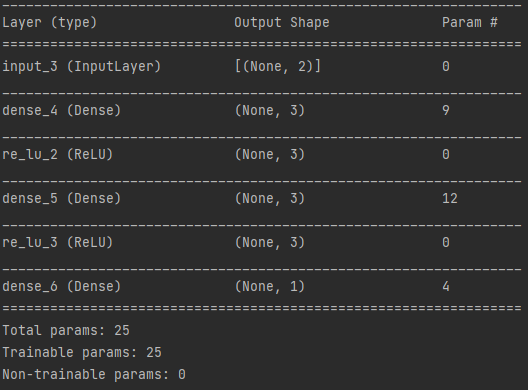 Layer (type) Output Shape Param #
input_3 (InputLayer) [(None, 2)] 0
dense_4 (Dense) (None, 3) 9
re_lu_2 (ReLU) (None, 3) 0
dense_5 (Dense) (None, 3) 12
re_lu_3 (ReLU) (None, 3) 0
dense_6 (Dense) (None, 1) 4
Total params: 25
Trainable params: 25
Non-trainable params: 0